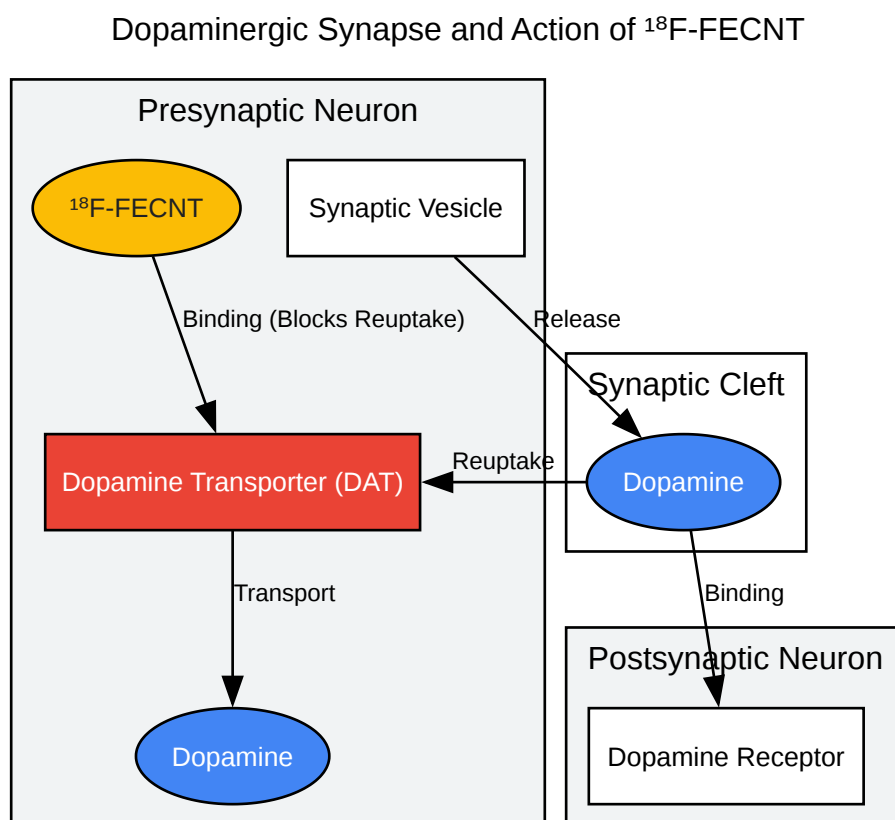 Dopaminergic Synapse and Action of ¹⁸F-FECNT
Presynaptic Neuron
¹⁸F-FECNT
Synaptic Vesicle
Binding (Blocks Reuptake)
Release
Synaptic Cleft
Dopamine Transporter (DAT)
Reuptake
Dopamine
Transport
Binding
Postsynaptic Neuron
Dopamine
Dopamine Receptor